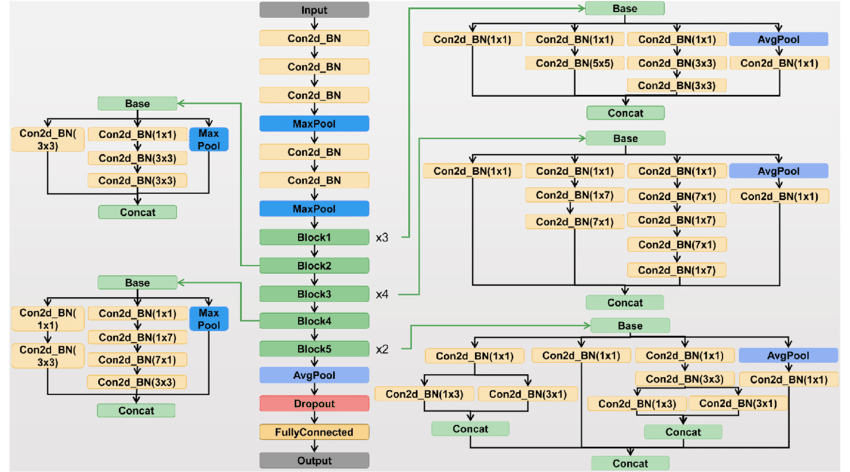 Input
Con2d_BN
Con2d_BN
Con2d_BN
MaxPool
Con2d_BN
Con2d_BN
MaxPool
Block1 x3
Block2
Block3 x4
Block4
Block5 x2
AvgPool
Dropout
FullyConnected
Output
Base
Con2d_BN(
3x3)
Con2d_BN(1x1)
Con2d_BN(3x3)
Con2d_BN(3x3)
Max
Pool
Concat
Base
Con2d_BN(
1x1)
Con2d_BN(
3x3)
Con2d_BN(1x1)
Con2d_BN(1x7)
Con2d_BN(7x1)
Con2d_BN(3x3)
Max
Pool
Concat
Base
Con2d_BN(1x1)
Con2d_BN(1x1)
Con2d_BN(5x5)
Con2d_BN(1x1)
Con2d_BN(3x3)
Con2d_BN(3x3)
AvgPool
Con2d_BN(1x1)
Concat
Base
Con2d_BN(1x1)
Con2d_BN(1x1)
Con2d_BN(1x7)
Con2d_BN(7x1)
Con2d_BN(1x1)
Con2d_BN(7x1)
Con2d_BN(1x7)
Con2d_BN(7x1)
Con2d_BN(1x7)
AvgPool
Con2d_BN(1x1)
Concat
Base
Con2d_BN(1x1)
Con2d_BN(1x3)
Con2d_BN(3x1)
Concat
Con2d_BN(1x1)
Con2d_BN(1x1)
Con2d_BN(3x3)
Con2d_BN(1x3)
Con2d_BN(3x1)
Concat
AvgPool
Con2d_BN(1x1)
Concat